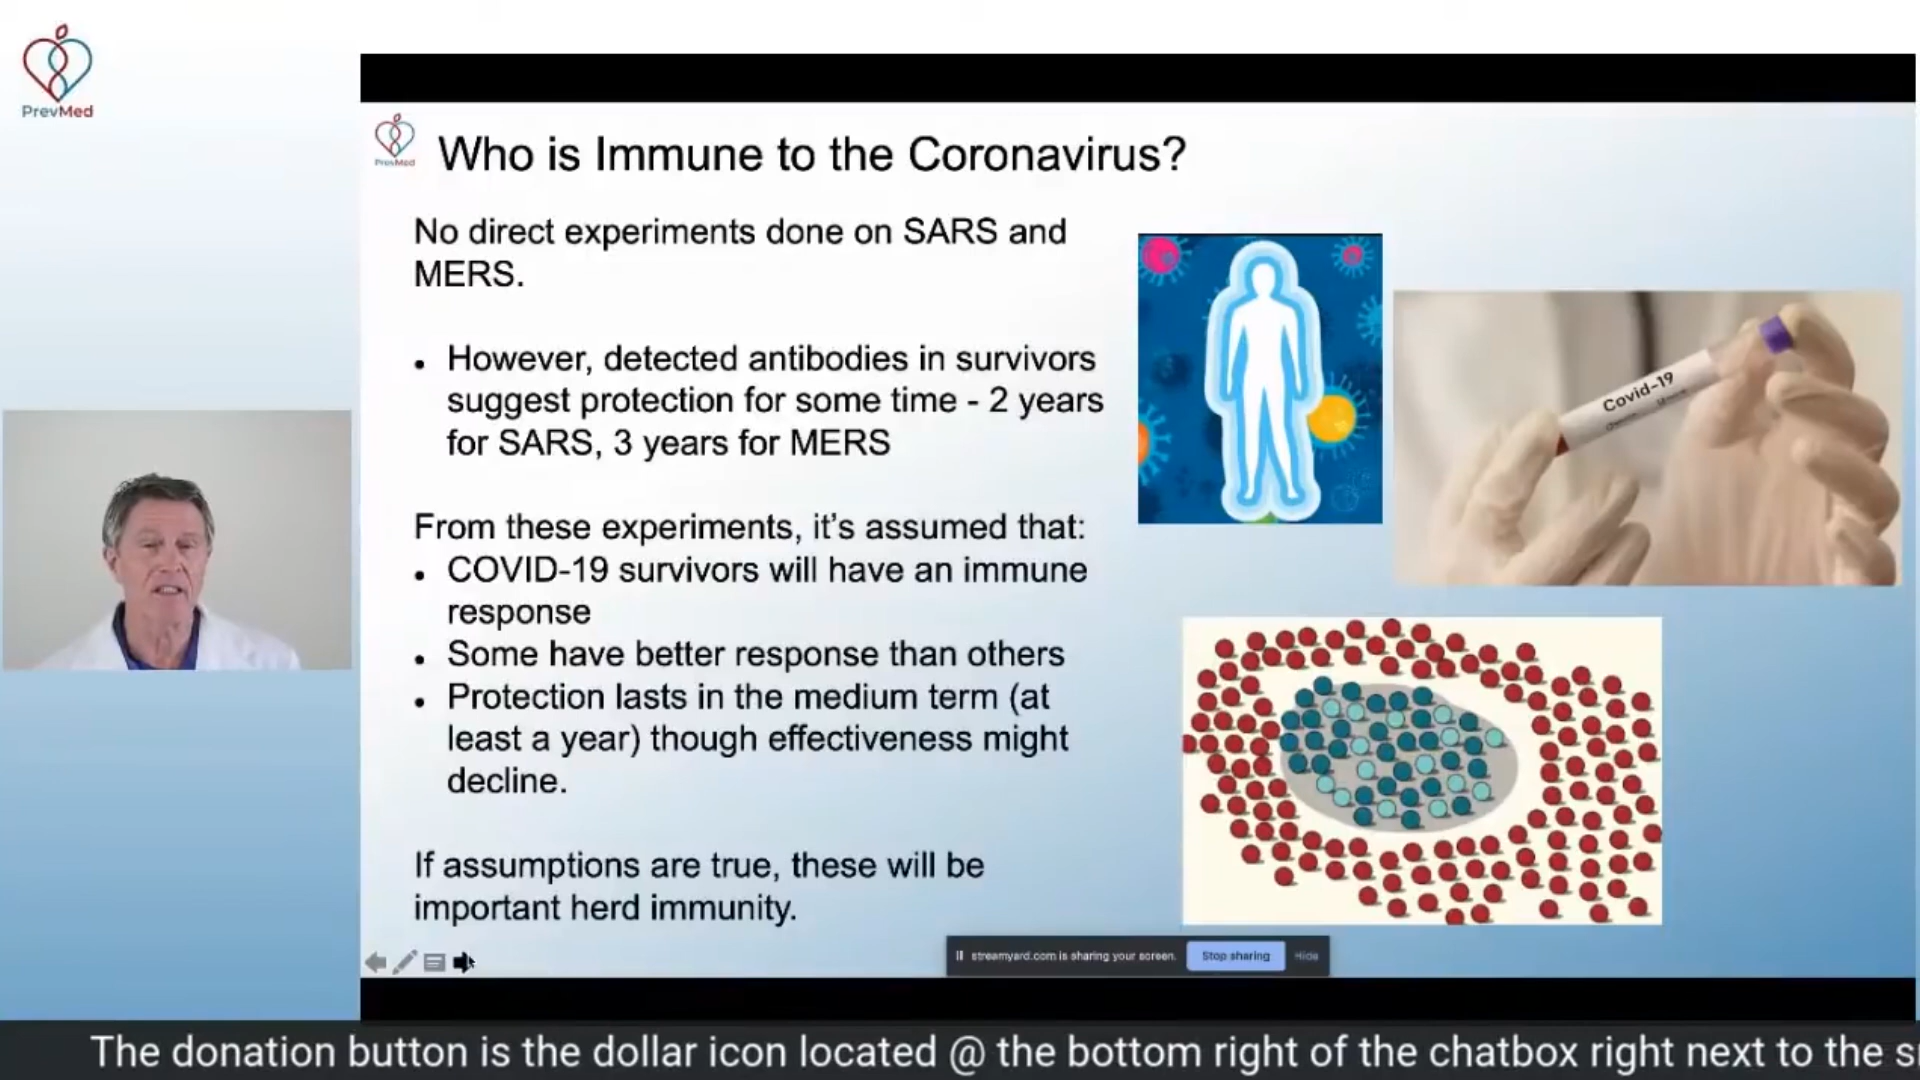 PrevMed
PrevMed
Who is Immune to the Coronavirus?
No direct experiments done on SARS and
MERS.
• However, detected antibodies in survivors
suggest protection for some time - 2 years
for SARS, 3 years for MERS
From these experiments, it's assumed that:
• COVID-19 survivors will have an immune
response
• Some have better response than others
• Protection lasts in the medium term (at
least a year) though effectiveness might
decline.
If assumptions are true, these will be
important herd immunity.
Covid-19
streamyard.com is sharing your screen.
Stop sharing
Hide
The donation button is the dollar icon located @ the bottom right of the chatbox right next to the